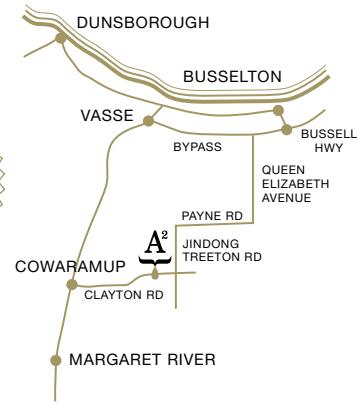 DUNSBOROUGH
BUSSELTON
VASSE
BUSSELL
HWY
BYPASS
QUEEN
ELIZABETH
AVENUE
PAYNE RD
A²
JINDONG
TREETON RD
COWARAMUP
CLAYTON RD
MARGARET RIVER